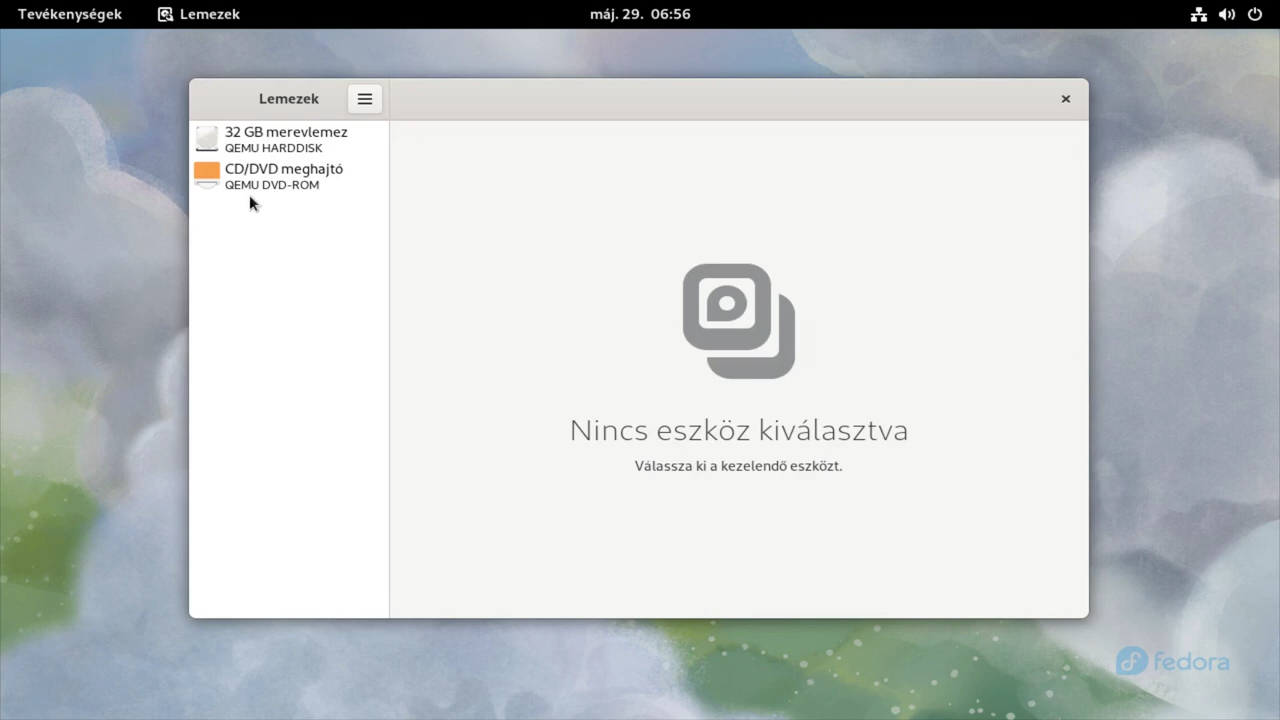 Tevékenységek
Lemezek
máj. 29. 06:56
Lemezek
32 GB merevlemez
QEMU HARDDISK
CD/DVD meghajtó
QEMU DVD-ROM
Nincs eszköz kiválasztva
Válassza ki a kezelendő eszközt.
fedora